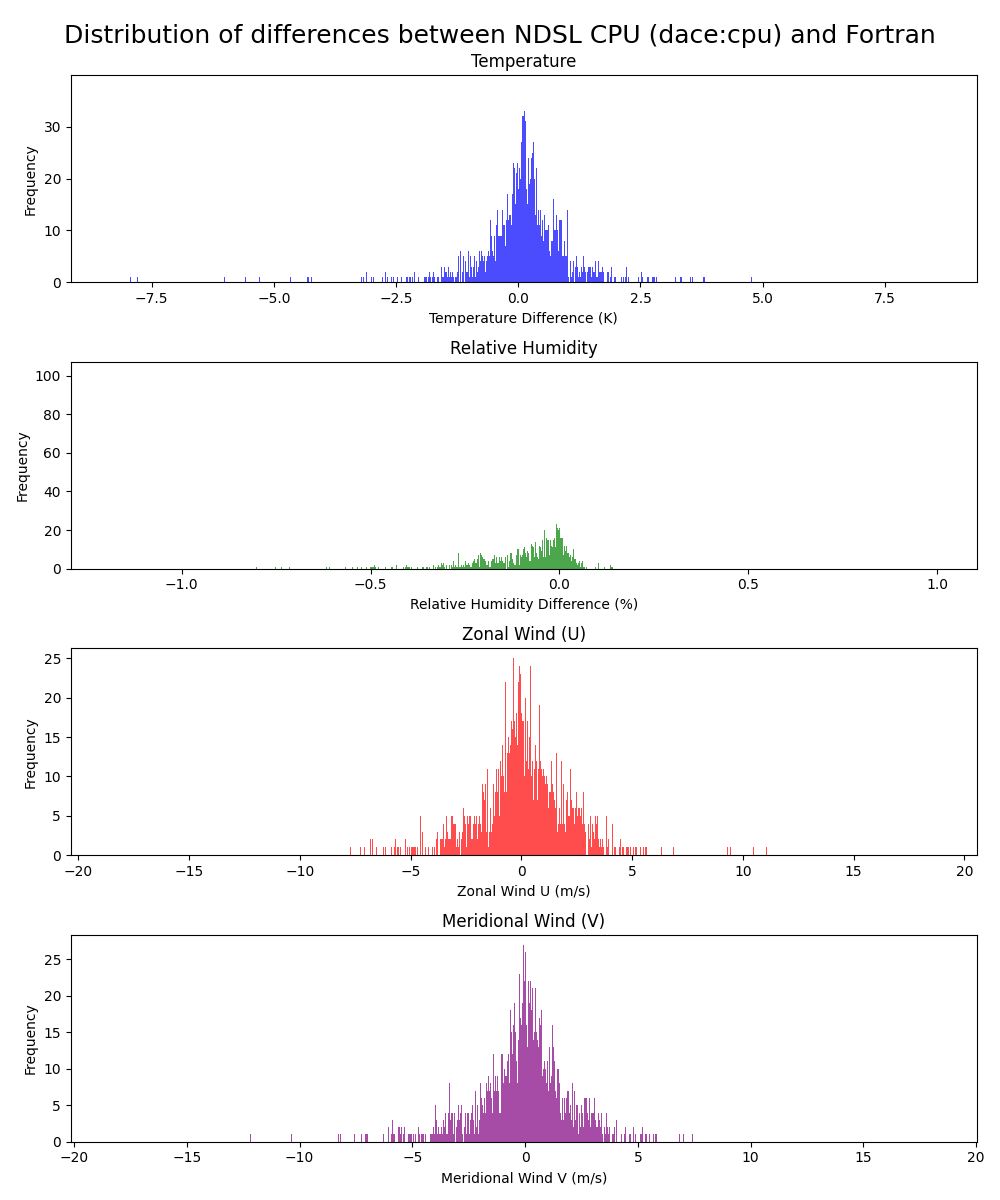 Distribution of differences between NDSL CPU (dace:cpu) and Fortran
Temperature
Frequency
30
20
10
0
−7.5 −5.0 −2.5 0.0 2.5 5.0 7.5
Temperature Difference (K)
Relative Humidity
Frequency
100
80
60
40
20
0
−1.0 −0.5 0.0 0.5 1.0
Relative Humidity Difference (%)
Zonal Wind (U)
Frequency
25
20
15
10
5
0
−20 −15 −10 −5 0 5 10 15 20
Zonal Wind U (m/s)
Meridional Wind (V)
Frequency
25
20
15
10
5
0
−20 −15 −10 −5 0 5 10 15 20
Meridional Wind V (m/s)